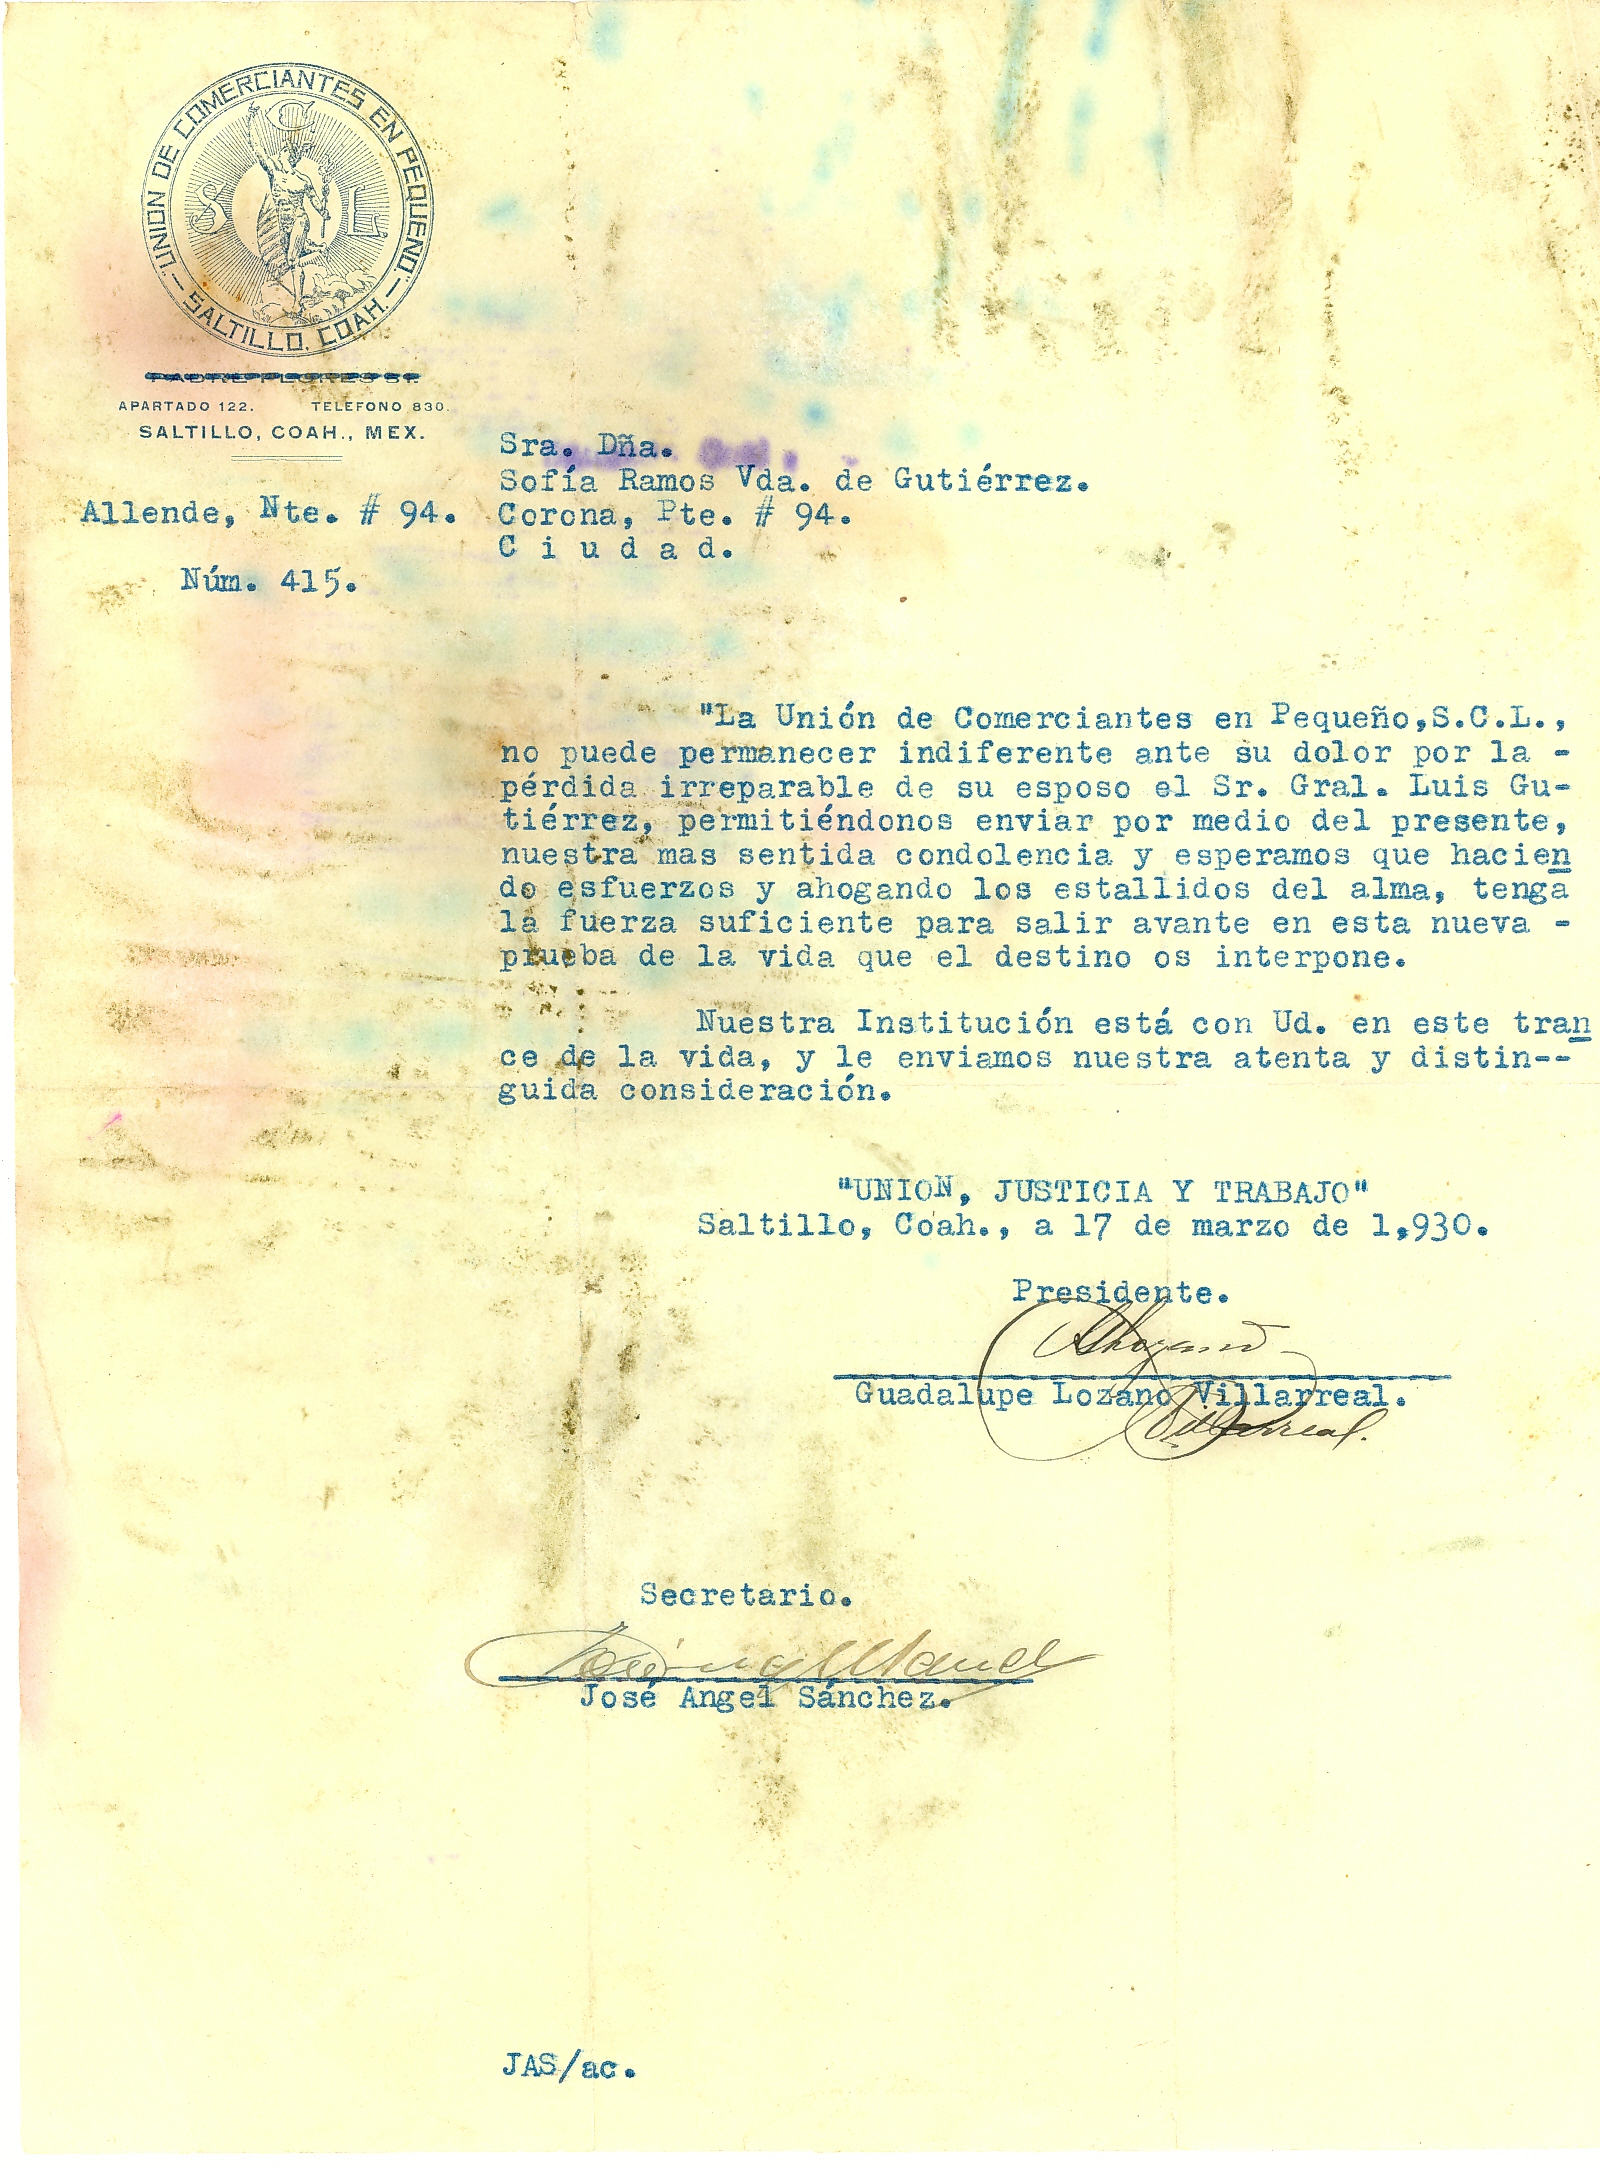 UNION DE COMERCIANTES EN PEQUEÑO.
S C L
SALTILLO, COAH.
PADRE FLORES
APARTADO 122. TELEFONO 830.
SALTILLO, COAH., MEX.
Allende, Nte. # 94.
Núm. 415.
Sra. Dña.
Sofía Ramos Vda. de Gutiérrez.
Corona, Pte. # 94.
C i u d a d.
"La Unión de Comerciantes en Pequeño,S.C.L.,
no puede permanecer indiferente ante su dolor por la -
pérdida irreparable de su esposo el Sr. Gral. Luis Gu-
tiérrez, permitiéndonos enviar por medio del presente,
nuestra mas sentida condolencia y esperamos que hacien
do esfuerzos y ahogando los estallidos del alma, tenga
la fuerza suficiente para salir avante en esta nueva -
prueba de la vida que el destino os interpone.
Nuestra Institución está con Ud. en este tran
ce de la vida, y le enviamos nuestra atenta y distin--
guida consideración.
"UNION, JUSTICIA Y TRABAJO"
Saltillo, Coah., a 17 de marzo de 1,930.
Presidente.
Guadalupe Lozano Villarreal.
Villarreal.
Secretario.
José Angel Sánchez.
JAS/ac.